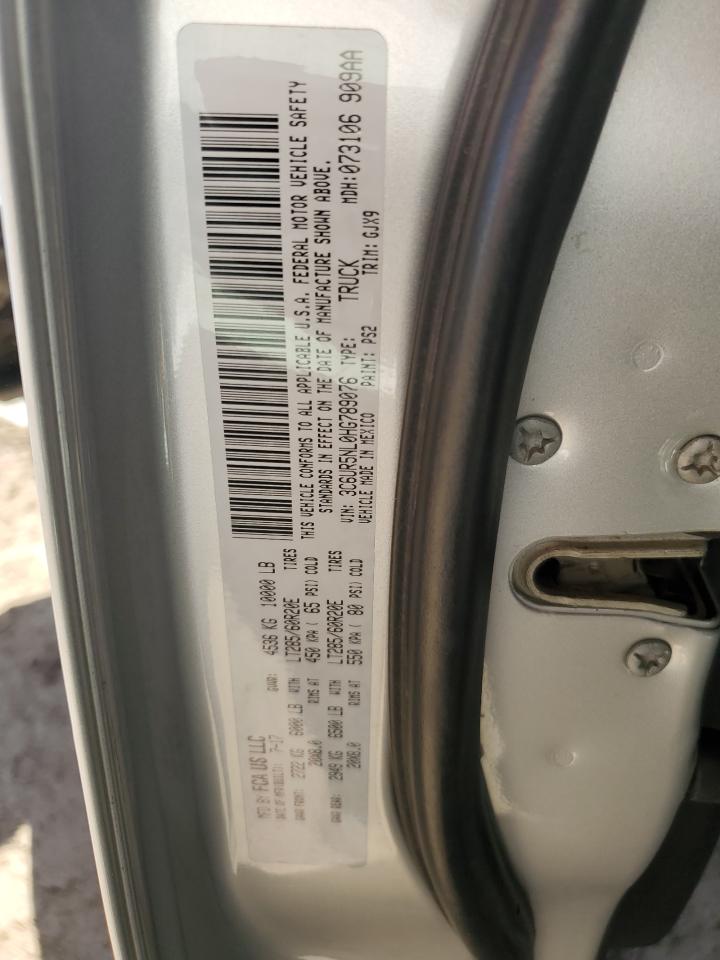 MFD BY FCA US LLC
DATE OF MFR(BUILT): 7-17
GVWR: 4536 KG 10000 LB
GAWR FRONT: 2722 KG 6000 LB WITH LT285/60R20E TIRES
20X8.0 RIMS AT 450 KPA ( 65 PSI) COLD
GAWR REAR: 2949 KG 6500 LB WITH LT285/60R20E TIRES
20X8.0 RIMS AT 550 KPA ( 80 PSI) COLD
THIS VEHICLE CONFORMS TO ALL APPLICABLE U.S.A. FEDERAL MOTOR VEHICLE SAFETY
STANDARDS IN EFFECT ON THE DATE OF MANUFACTURE SHOWN ABOVE.
VIN: 3C6UR5NL0HG789076 TYPE: TRUCK MDH:073106 909AA
VEHICLE MADE IN MEXICO PAINT: PS2 TRIM: GJX9